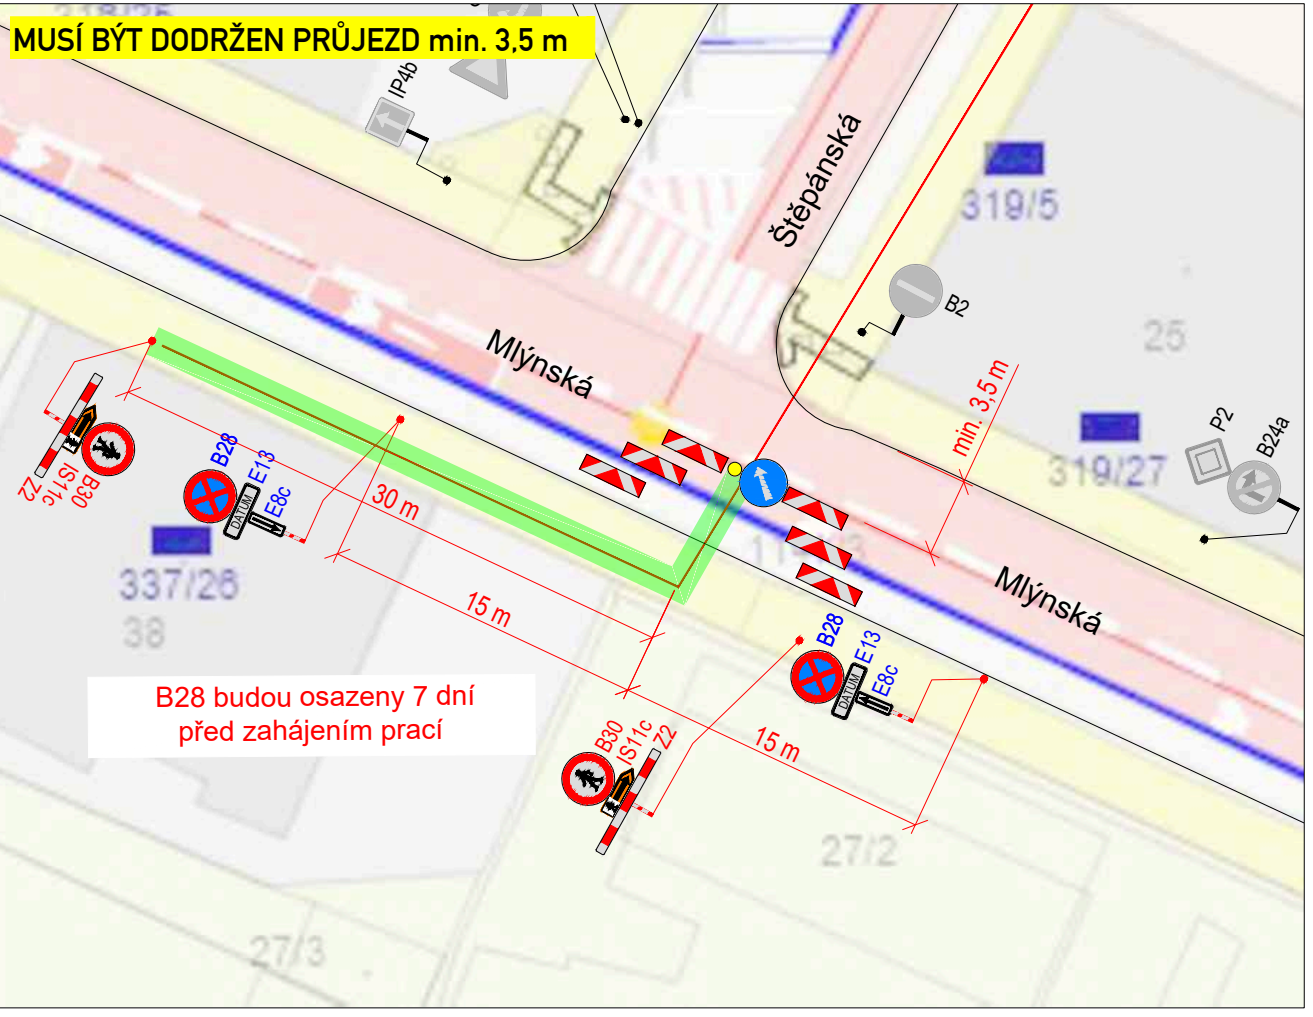 MUSÍ BÝT DODRŽEN PRŮJEZD min. 3,5 m
IP4b
Štěpánská
319/5
B2
25
Mlýnská
min. 3,5 m
P2
B24a
319/27
Z2
IS11c
B30
B28
E13
E8c
DATUM
30 m
337/26
38
15 m
Mlýnská
B28
E13
E8c
DATUM
B28 budou osazeny 7 dní
před zahájením prací
B30
IS11c
Z2
15 m
27/2
27/3